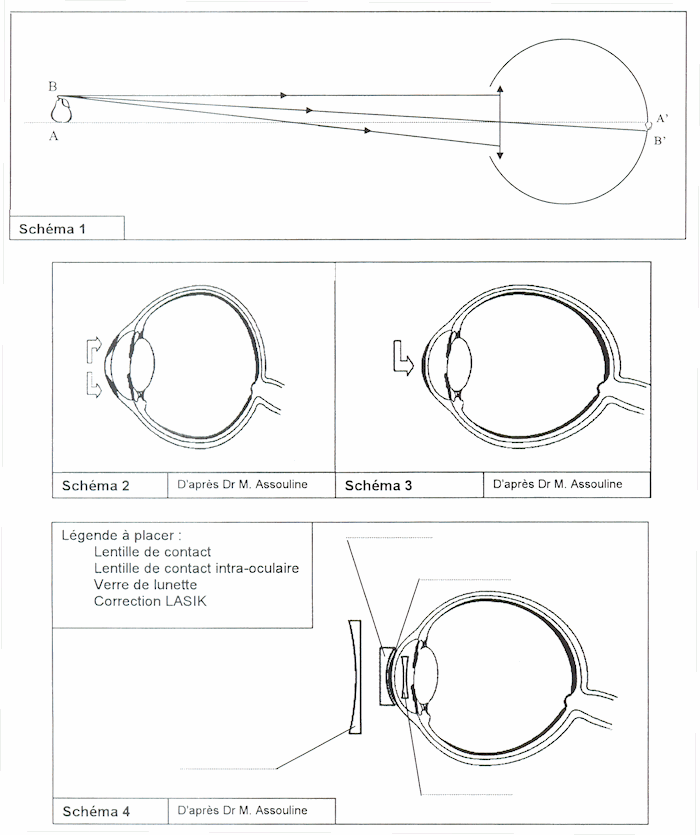 B
A
A'
B'
Schéma 1
Schéma 2
D'après Dr M. Assouline
Schéma 3
D'après Dr M. Assouline
Légende à placer :
Lentille de contact
Lentille de contact intra-oculaire
Verre de lunette
Correction LASIK
Schéma 4
D'après Dr M. Assouline